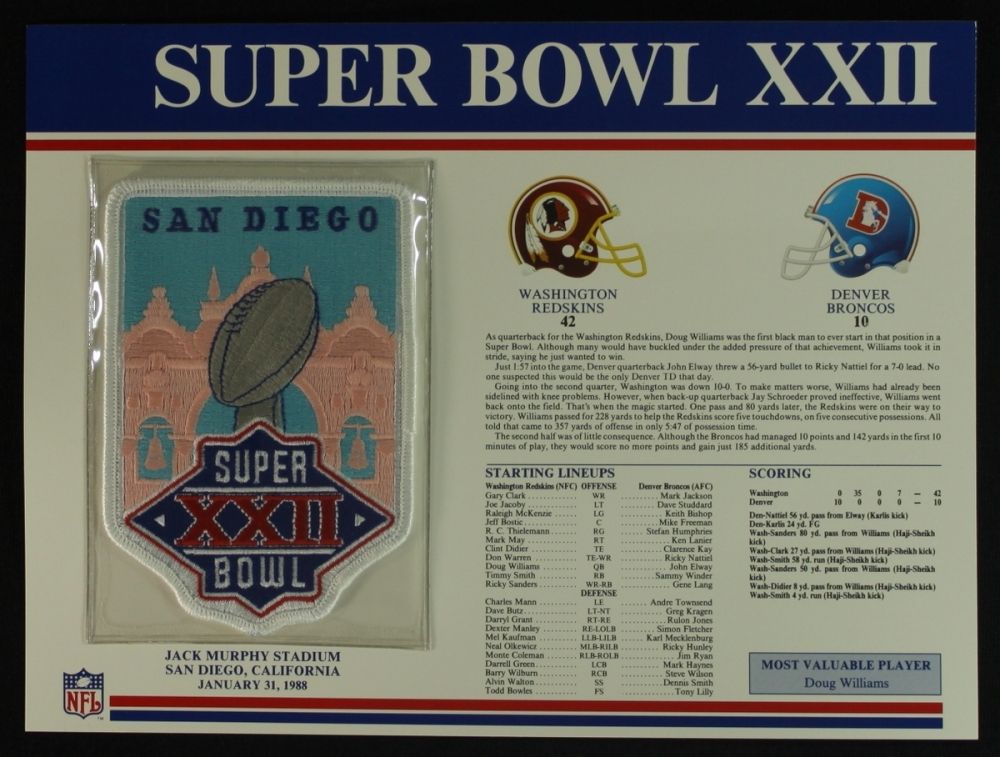 SUPER BOWL XXII
SAN DIEGO
SUPER
XXII
BOWL
JACK MURPHY STADIUM
SAN DIEGO, CALIFORNIA
JANUARY 31, 1988
NFL
WASHINGTON
REDSKINS
42
DENVER
BRONCOS
10
As quarterback for the Washington Redskins, Doug Williams was the first black man to ever start in that position in a
Super Bowl. Although many would have buckled under the added pressure of that achievement, Williams took it in
stride, saying he just wanted to win.
Just 1:57 into the game, Denver quarterback John Elway threw a 56-yard bullet to Ricky Nattiel for a 7-0 lead. No
one suspected this would be the only Denver TD that day.
Going into the second quarter, Washington was down 10-0. To make matters worse, Williams had already been
sidelined with knee problems. However, when back-up quarterback Jay Schroeder proved ineffective, Williams went
back onto the field. That's when the magic started. One pass and 80 yards later, the Redskins were on their way to
victory. Williams passed for 228 yards to help the Redskins score five touchdowns, on five consecutive possessions. All
told that came to 357 yards of offense in only 5:47 of possession time.
The second half was of little consequence. Although the Broncos had managed 10 points and 142 yards in the first 10
minutes of play, they would score no more points and gain just 185 additional yards.
STARTING LINEUPS
Washington Redskins (NFC) OFFENSE Denver Broncos (AFC)
Gary Clark .......... WR .......... Mark Jackson
Joe Jacoby .......... LT .......... Dave Studdard
Raleigh McKenzie .......... LG .......... Keith Bishop
Jeff Bostic .......... C .......... Mike Freeman
R. C. Thielemann .......... RG .......... Stefan Humphries
Mark May .......... RT .......... Ken Lanier
Clint Didier .......... TE .......... Clarence Kay
Don Warren .......... TE-WR .......... Ricky Nattiel
Doug Williams .......... QB .......... John Elway
Timmy Smith .......... RB .......... Sammy Winder
Ricky Sanders .......... WR-RB .......... Gene Lang
DEFENSE
Charles Mann .......... LE .......... Andre Townsend
Dave Butz .......... LT-NT .......... Greg Kragen
Darryl Grant .......... RT-RE .......... Rulon Jones
Dexter Manley .......... RE-LOLB .......... Simon Fletcher
Mel Kaufman .......... LLB-LILB .......... Karl Mecklenburg
Neal Olkewicz .......... MLB-RILB .......... Ricky Hunley
Monte Coleman .......... RLB-ROLB .......... Jim Ryan
Darrell Green .......... LCB .......... Mark Haynes
Barry Wilburn .......... RCB .......... Steve Wilson
Alvin Walton .......... SS .......... Dennis Smith
Todd Bowles .......... FS .......... Tony Lilly
SCORING
Washington 0 35 0 7 — 42
Denver 10 0 0 0 — 10
Den-Nattiel 56 yd. pass from Elway (Karlis kick)
Den-Karlis 24 yd. FG
Wash-Sanders 80 yd. pass from Williams (Haji-Sheikh
kick)
Wash-Clark 27 yd. pass from Williams (Haji-Sheikh kick)
Wash-Smith 58 yd. run (Haji-Sheikh kick)
Wash-Sanders 50 yd. pass from Williams (Haji-Sheikh
kick)
Wash-Didier 8 yd. pass from Williams (Haji-Sheikh kick)
Wash-Smith 4 yd. run (Haji-Sheikh kick)
MOST VALUABLE PLAYER
Doug Williams